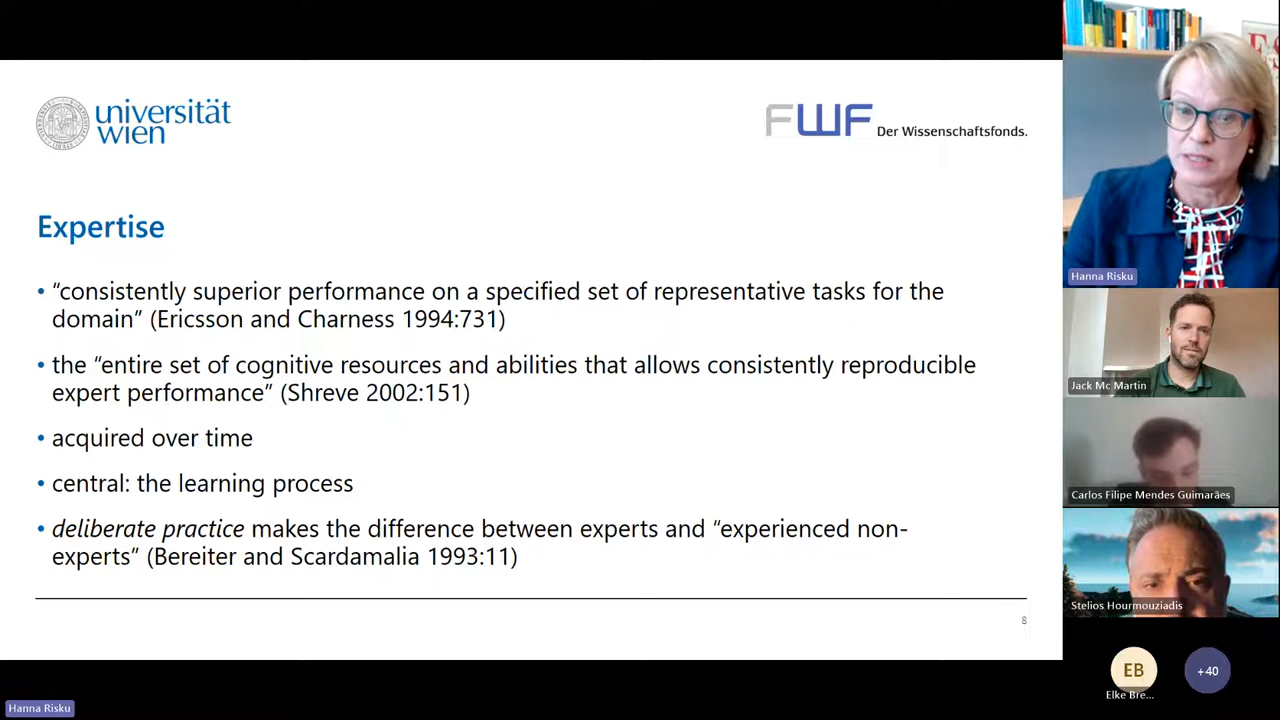 universität
wien
FWF Der Wissenschaftsfonds.
Expertise
• “consistently superior performance on a specified set of representative tasks for the
domain” (Ericsson and Charness 1994:731)
• the “entire set of cognitive resources and abilities that allows consistently reproducible
expert performance” (Shreve 2002:151)
• acquired over time
• central: the learning process
• deliberate practice makes the difference between experts and “experienced non-
experts” (Bereiter and Scardamalia 1993:11)
8
Hanna Risku
Hanna Risku
Jack Mc Martin
Carlos Filipe Mendes Guimarães
Stelios Hourmouziadis
EB
+40
Elke Bre...